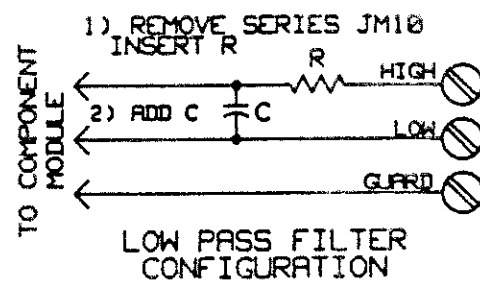 1) REMOVE SERIES JM10
INSERT R
R
HIGH
2) ADD C
C
LOW
GUARD
TO COMPONENT
MODULE
LOW PASS FILTER
CONFIGURATION